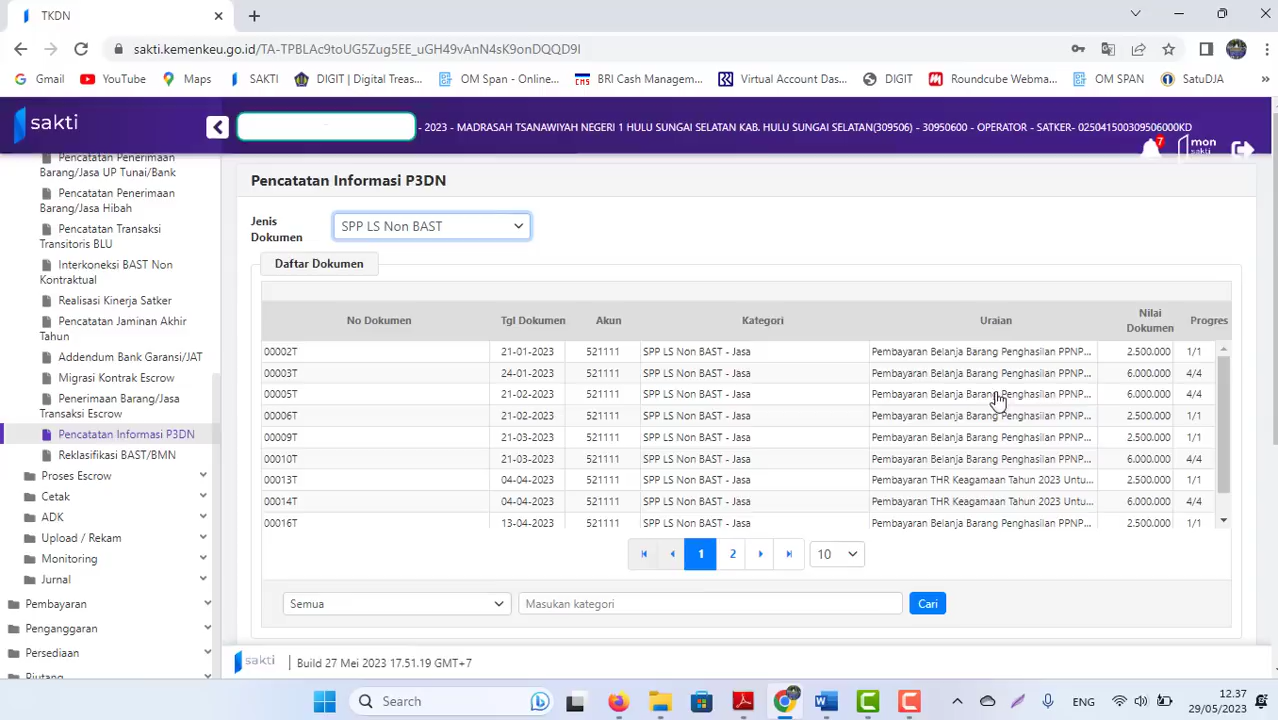 TKDN
sakti.kemenkeu.go.id/TA-TPBLAc9toUG5Zug5EE_uGH49vAnN4sK9onDQQD9I
Gmail YouTube Maps SAKTI DIGIT | Digital Treas... OM Span - Online... CMS BRI Cash Managem... Virtual Account Das... DIGIT Roundcube Webma... OM SPAN SatuDJA »
sakti
- 2023 - MADRASAH TSANAWIYAH NEGERI 1 HULU SUNGAI SELATAN KAB. HULU SUNGAI SELATAN(309506) - 30950600 - OPERATOR - SATKER- 025041500309506000KD
7
mon
sakti
Pencatatan Penerimaan
Barang/Jasa UP Tunai/Bank
Pencatatan Penerimaan
Barang/Jasa Hibah
Pencatatan Transaksi
Transitoris BLU
Interkoneksi BAST Non
Kontraktual
Realisasi Kinerja Satker
Pencatatan Jaminan Akhir
Tahun
Addendum Bank Garansi/JAT
Migrasi Kontrak Escrow
Penerimaan Barang/Jasa
Transaksi Escrow
Pencatatan Informasi P3DN
Reklasifikasi BAST/BMN
Proses Escrow
Cetak
ADK
Upload / Rekam
Monitoring
Jurnal
Pembayaran
Penganggaran
Persediaan
Piutang
Pencatatan Informasi P3DN
Jenis
Dokumen
SPP LS Non BAST
Daftar Dokumen
No Dokumen Tgl Dokumen Akun Kategori Uraian Nilai Dokumen Progres
00002T 21-01-2023 521111 SPP LS Non BAST - Jasa Pembayaran Belanja Barang Penghasilan PPNP... 2.500.000 1/1
00003T 24-01-2023 521111 SPP LS Non BAST - Jasa Pembayaran Belanja Barang Penghasilan PPNP... 6.000.000 4/4
00005T 21-02-2023 521111 SPP LS Non BAST - Jasa Pembayaran Belanja Barang Penghasilan PPNP... 6.000.000 4/4
00006T 21-02-2023 521111 SPP LS Non BAST - Jasa Pembayaran Belanja Barang Penghasilan PPNP... 2.500.000 1/1
00009T 21-03-2023 521111 SPP LS Non BAST - Jasa Pembayaran Belanja Barang Penghasilan PPNP... 2.500.000 1/1
00010T 21-03-2023 521111 SPP LS Non BAST - Jasa Pembayaran Belanja Barang Penghasilan PPNP... 6.000.000 4/4
00013T 04-04-2023 521111 SPP LS Non BAST - Jasa Pembayaran THR Keagamaan Tahun 2023 Untu... 2.500.000 1/1
00014T 04-04-2023 521111 SPP LS Non BAST - Jasa Pembayaran THR Keagamaan Tahun 2023 Untu... 6.000.000 4/4
00016T 13-04-2023 521111 SPP LS Non BAST - Jasa Pembayaran Belanja Barang Penghasilan PPNP... 2.500.000 1/1
1 2 10
Semua Masukan kategori Cari
sakti | Build 27 Mei 2023 17.51.19 GMT+7
Search ENG 12.37
29/05/2023